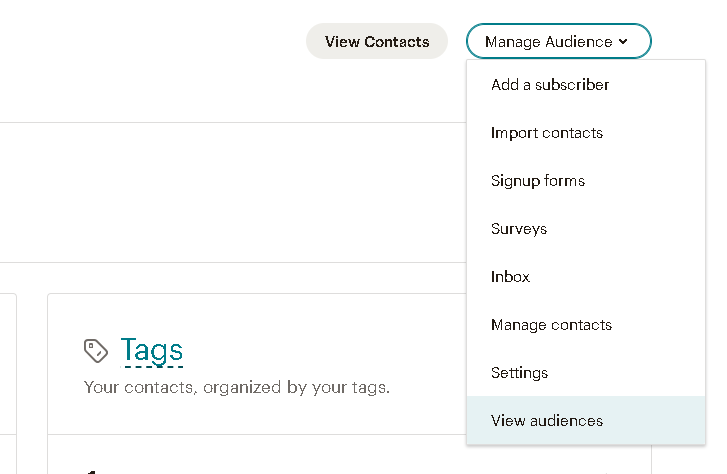 View Contacts
Manage Audience
Add a subscriber
Import contacts
Signup forms
Surveys
Inbox
Manage contacts
Settings
View audiences
Tags
Your contacts, organized by your tags.